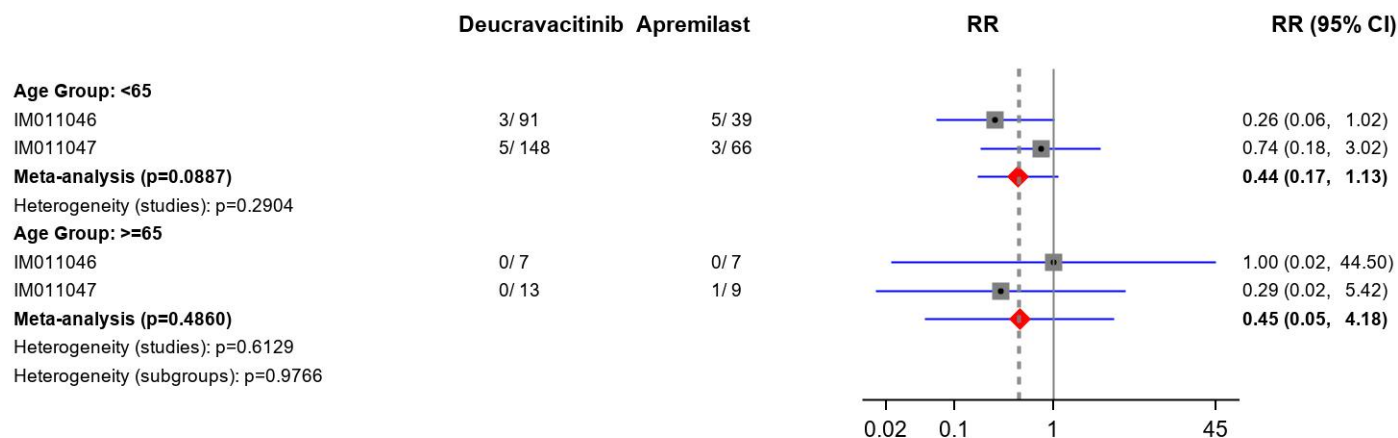 Deucravacitinib Apremilast RR RR (95% CI)
Age Group: <65
IM011046 3/ 91 5/ 39 0.26 (0.06, 1.02)
IM011047 5/ 148 3/ 66 0.74 (0.18, 3.02)
Meta-analysis (p=0.0887) 0.44 (0.17, 1.13)
Heterogeneity (studies): p=0.2904
Age Group: >=65
IM011046 0/ 7 0/ 7 1.00 (0.02, 44.50)
IM011047 0/ 13 1/ 9 0.29 (0.02, 5.42)
Meta-analysis (p=0.4860) 0.45 (0.05, 4.18)
Heterogeneity (studies): p=0.6129
Heterogeneity (subgroups): p=0.9766
0.02 0.1 1 45